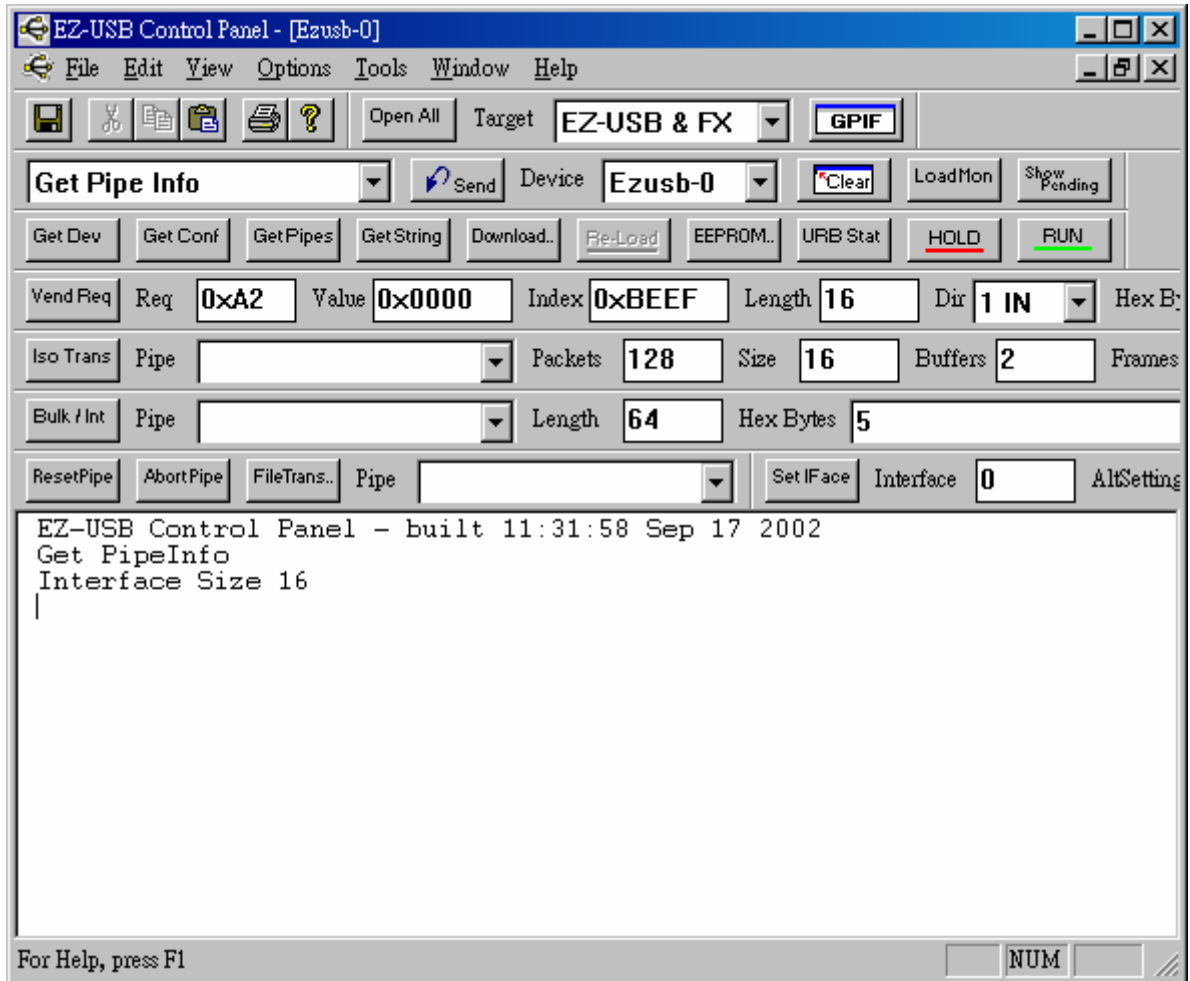 EZ-USB Control Panel - [Ezusb-0]
File Edit View Options Tools Window Help
Open All Target EZ-USB & FX GPIF
Get Pipe Info Send Device Ezusb-0 Clear LoadMon Show Pending
Get Dev Get Conf GetPipes GetString Download.. Re-Load EEPROM.. URB Stat HOLD RUN
Vend Req Req 0xA2 Value 0x0000 Index 0xBEEF Length 16 Dir 1 IN Hex B
Iso Trans Pipe Packets 128 Size 16 Buffers 2 Frames
Bulk / Int Pipe Length 64 Hex Bytes 5
ResetPipe AbortPipe FileTrans.. Pipe Set IFace Interface 0 AltSetting
EZ-USB Control Panel - built 11:31:58 Sep 17 2002
Get PipeInfo
Interface Size 16
For Help, press F1 NUM